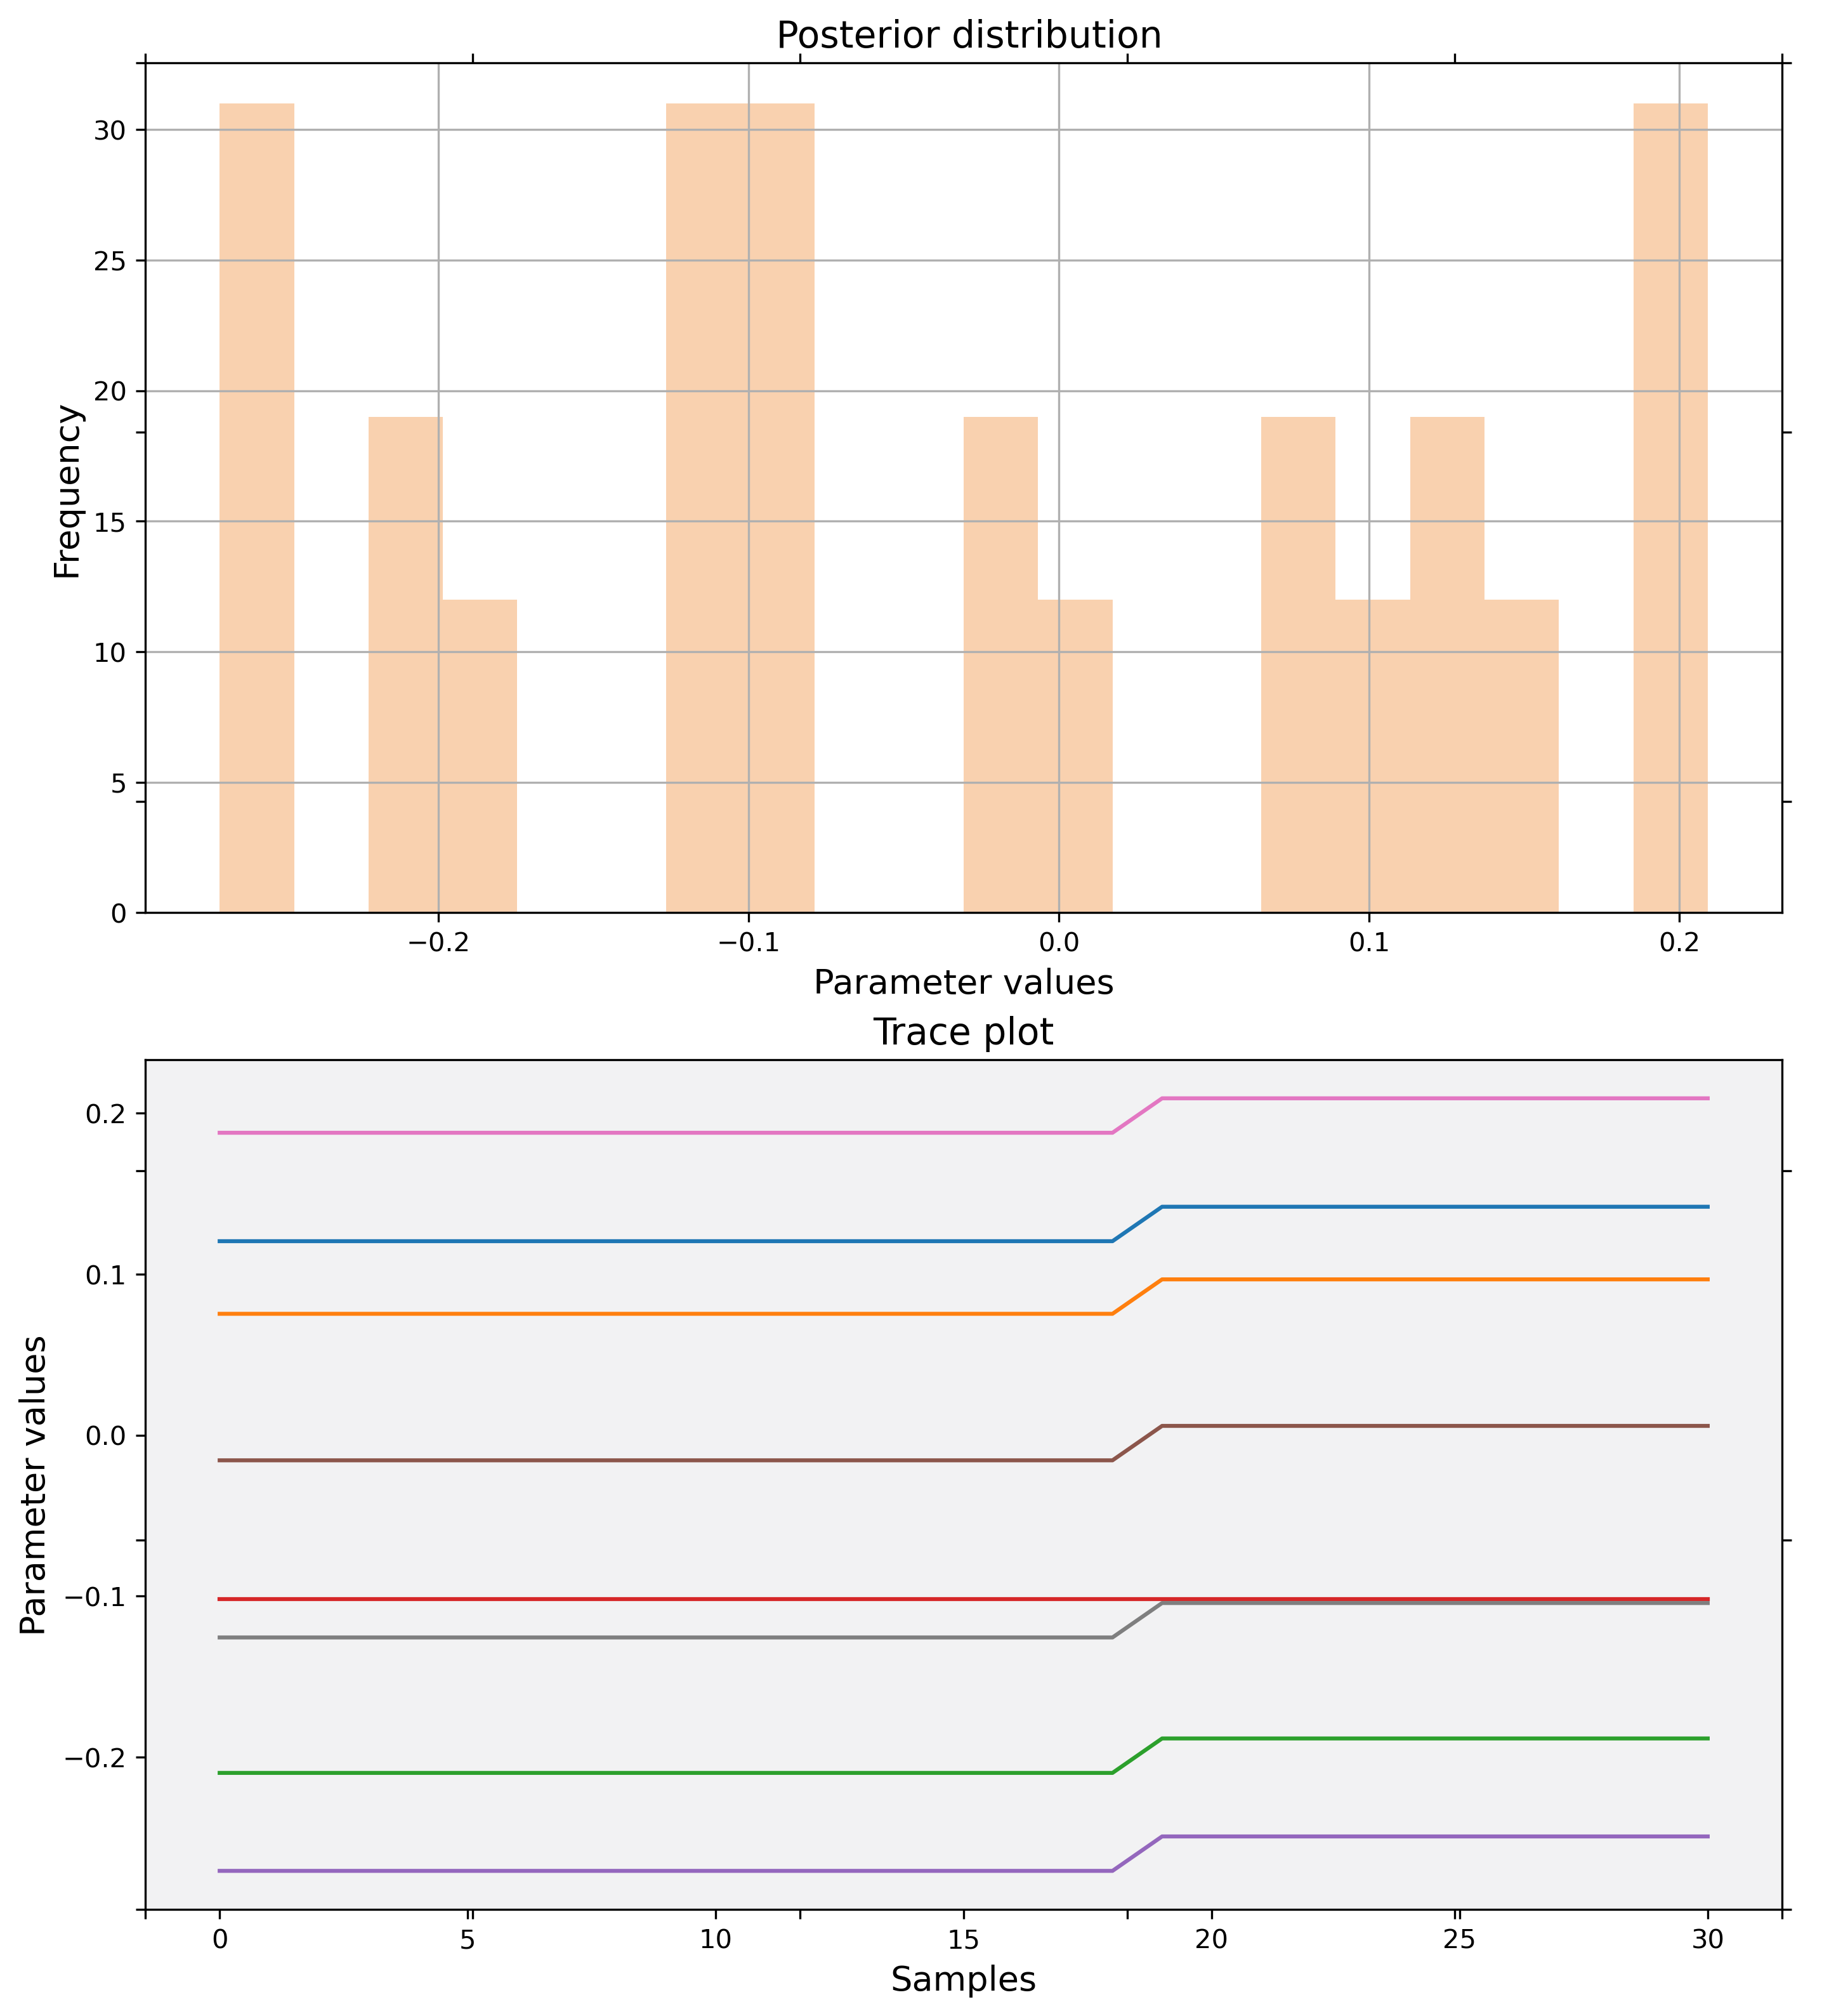 Posterior distribution
30
25
20
15
10
5
0
Frequency
−0.2 −0.1 0.0 0.1 0.2
Parameter values
Trace plot
0.2
0.1
0.0
−0.1
−0.2
Parameter values
0 5 10 15 20 25 30
Samples